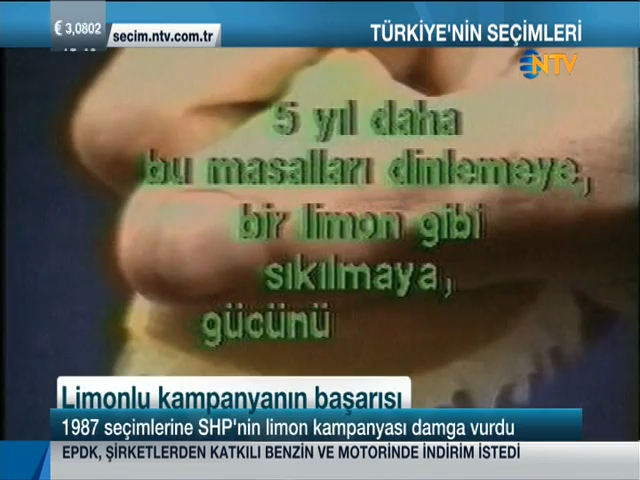 € 3,0802
secim.ntv.com.tr
TÜRKİYE'NİN SEÇİMLERİ
NTV
5 yıl daha
bu masalları dinlemeye,
bir limon gibi
sıkılmaya,
gücünü
Limonlu kampanyanın başarısı
1987 seçimlerine SHP'nin limon kampanyası damga vurdu
EPDK, ŞİRKETLERDEN KATKILI BENZİN VE MOTORİNDE İNDİRİM İSTEDİ